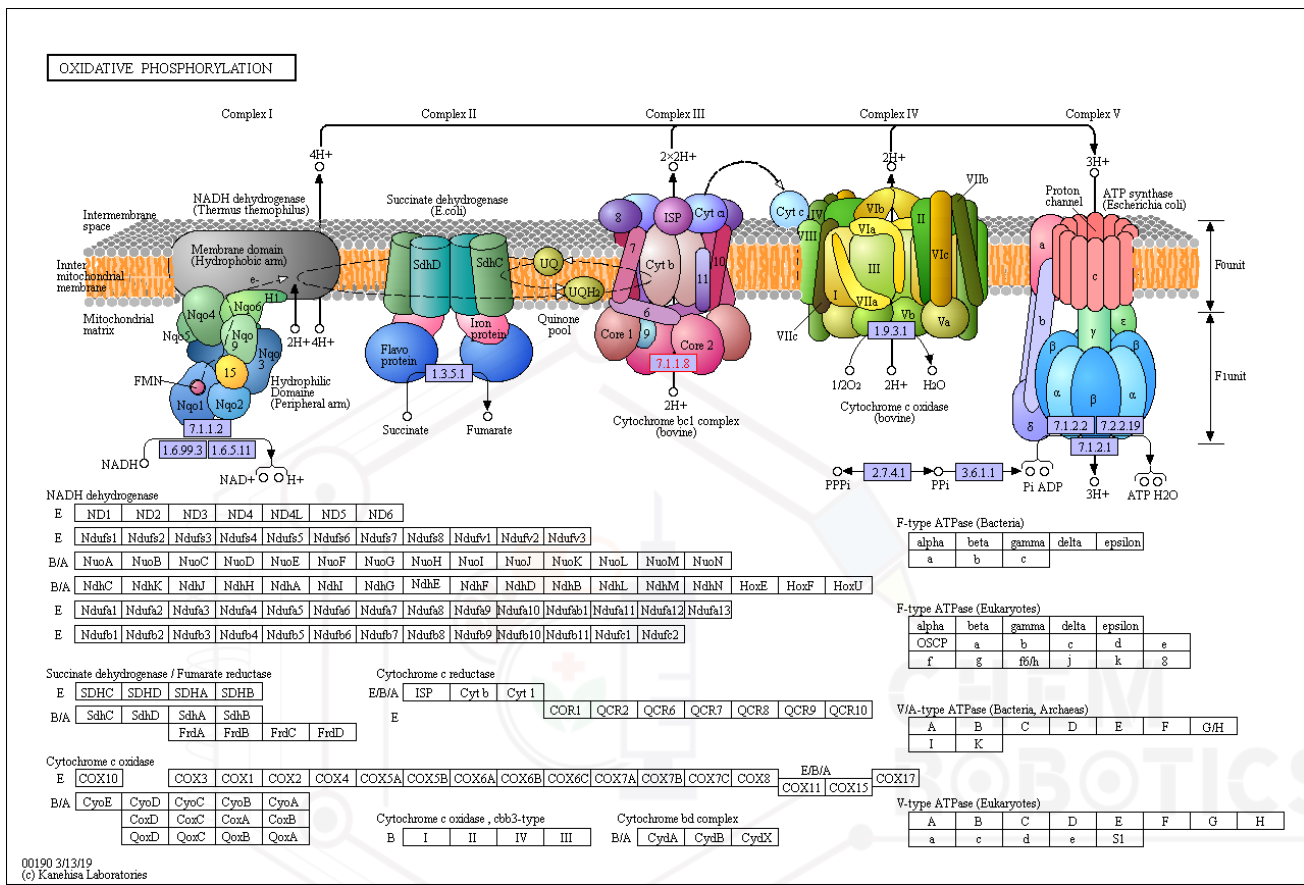 OXIDATIVE PHOSPHORYLATION
Complex I Complex II Complex III Complex IV Complex V
4H+ 2×2H+ 2H+ 3H+
NADH dehydrogenase
(Thermus themophilus)
Succinate dehydrogenase
(E.coli)
Proton
channel
ATP synthase
(Escherichia coli)
Intermembrane
space
Innter
mitochondrial
membrane
Mitochondrial
matrix
Membrane domain
(Hydrophobic arm)
e-
H1
Nqo6
Nqo4
Nqo5
Nqo
9
Nqo
3
15
FMN
Nqo1
Nqo2
2H+ 4H+
Hydrophilic
Domaine
(Peripheral arm)
7.1.1.2
1.6.99.3 1.6.5.11
NADH
NAD+ H+
SdhD SdhC
Iron
protein
Flavo
protein
1.3.5.1
Succinate Fumarate
UQ
UQH2
Quinone
pool
8 ISP Cyt c1
7 Cyt b 10
11
6
Core 1 9 Core 2
7.1.1.8
2H+
Cytochrome bc1 complex
(bovine)
Cyt c
IV VIb II VIIb
VIII VIa
III VIc
I VIIa
VIIc Vb Va
1.9.3.1
1/2O2 2H+ H2O
Cytochrome c oxidase
(bovine)
a c
b γ ε
β β
α β α
δ
F0unit
F1unit
7.1.2.2 7.2.2.19
7.1.2.1
PPPi 2.7.4.1 PPi 3.6.1.1 Pi ADP 3H+ ATP H2O
NADH dehydrogenase
E ND1 ND2 ND3 ND4 ND4L ND5 ND6
E Ndufs1 Ndufs2 Ndufs3 Ndufs4 Ndufs5 Ndufs6 Ndufs7 Ndufs8 Ndufv1 Ndufv2 Ndufv3
B/A NuoA NuoB NuoC NuoD NuoE NuoF NuoG NuoH NuoI NuoJ NuoK NuoL NuoM NuoN
B/A NdhC NdhK NdhJ NdhH NdhA NdhI NdhG NdhE NdhF NdhD NdhB NdhL NdhM NdhN HoxE HoxF HoxU
E Ndufa1 Ndufa2 Ndufa3 Ndufa4 Ndufa5 Ndufa6 Ndufa7 Ndufa8 Ndufa9 Ndufa10 Ndufab1 Ndufa11 Ndufa12 Ndufa13
E Ndufb1 Ndufb2 Ndufb3 Ndufb4 Ndufb5 Ndufb6 Ndufb7 Ndufb8 Ndufb9 Ndufb10 Ndufb11 Ndufc1 Ndufc2
Succinate dehydrogenase / Fumarate reductase
E SDHC SDHD SDHA SDHB
B/A SdhC SdhD SdhA SdhB
FrdA FrdB FrdC FrdD
Cytochrome c reductase
E/B/A ISP Cyt b Cyt 1
E COR1 QCR2 QCR6 QCR7 QCR8 QCR9 QCR10
Cytochrome c oxidase
E COX10 COX3 COX1 COX2 COX4 COX5A COX5B COX6A COX6B COX6C COX7A COX7B COX7C COX8
E/B/A
COX11 COX15 COX17
B/A CyoE CyoD CyoC CyoB CyoA
CoxD CoxC CoxA CoxB
QoxD QoxC QoxB QoxA
Cytochrome c oxidase , cbb3-type
B I II IV III
Cytochrome bd complex
B/A CydA CydB CydX
F-type ATPase (Bacteria)
alpha beta gamma delta epsilon
a b c
F-type ATPase (Eukaryotes)
alpha beta gamma delta epsilon
OSCP a b c d e
f g f6/h j k 8
V/A-type ATPase (Bacteria, Archaeas)
A B C D E F G/H
I K
V-type ATPase (Eukaryotes)
A B C D E F G H
a c d e S1
CHEM
ROBOTICS
00190 3/13/19
(c) Kanehisa Laboratories